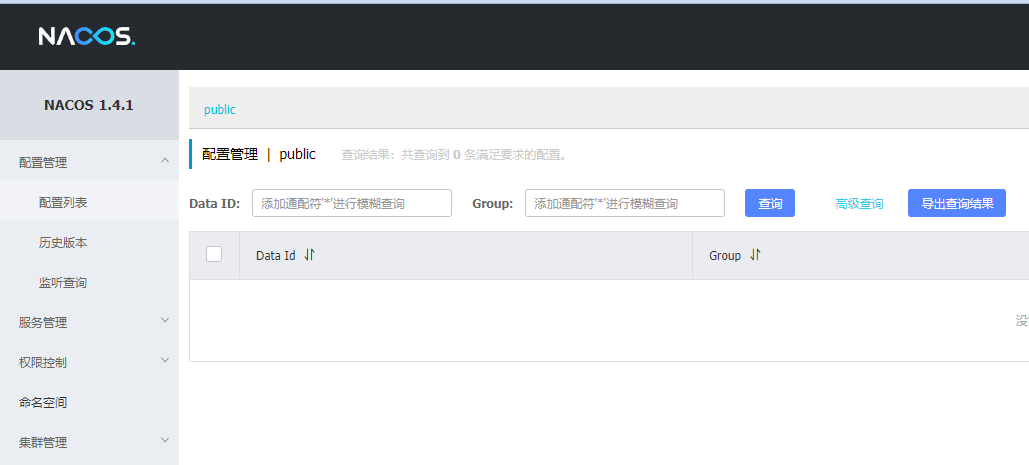 NACOS.
NACOS 1.4.1
public
配置管理
配置管理 | public 查询结果：共查询到 0 条满足要求的配置。
配置列表
Data ID: 添加通配符'*'进行模糊查询 Group: 添加通配符'*'进行模糊查询 查询 高级查询 导出查询结果
历史版本
Data Id Group
监听查询
服务管理
没
权限控制
命名空间
集群管理